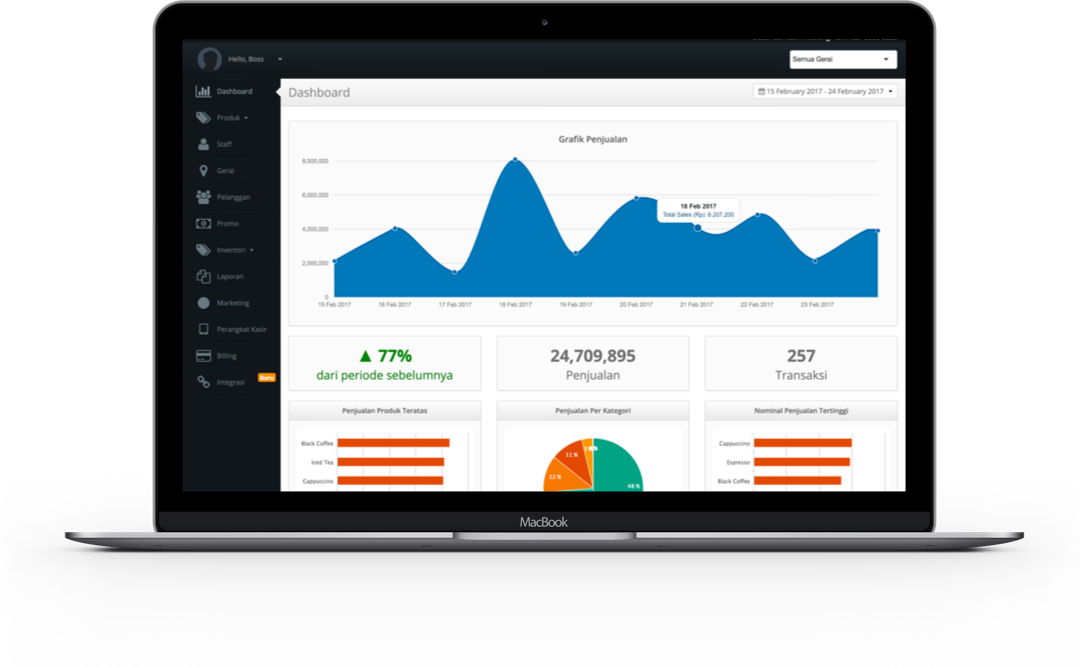 Hello, Boss
Semua Gerai
Dashboard
Produk
Staff
Gerai
Pelanggan
Promo
Inventori
Laporan
Marketing
Perangkat Kasir
Billing
Integrasi
Baru
Dashboard
15 February 2017 - 24 February 2017
Grafik Penjualan
8,000,000
6,000,000
4,000,000
2,000,000
0
18 Feb 2017
Total Sales (Rp): 6.207,200
15 Feb 2017 16 Feb 2017 17 Feb 2017 18 Feb 2017 19 Feb 2017 20 Feb 2017 21 Feb 2017 22 Feb 2017 23 Feb 2017
▲ 77%
dari periode sebelumnya
24,709,895
Penjualan
257
Transaksi
Penjualan Produk Teratas
Black Coffee
Iced Tea
Cappuccino
Penjualan Per Kategori
11 %
12 %
48 %
Nominal Penjualan Tertinggi
Cappuccino
Espresso
Black Coffee
MacBook